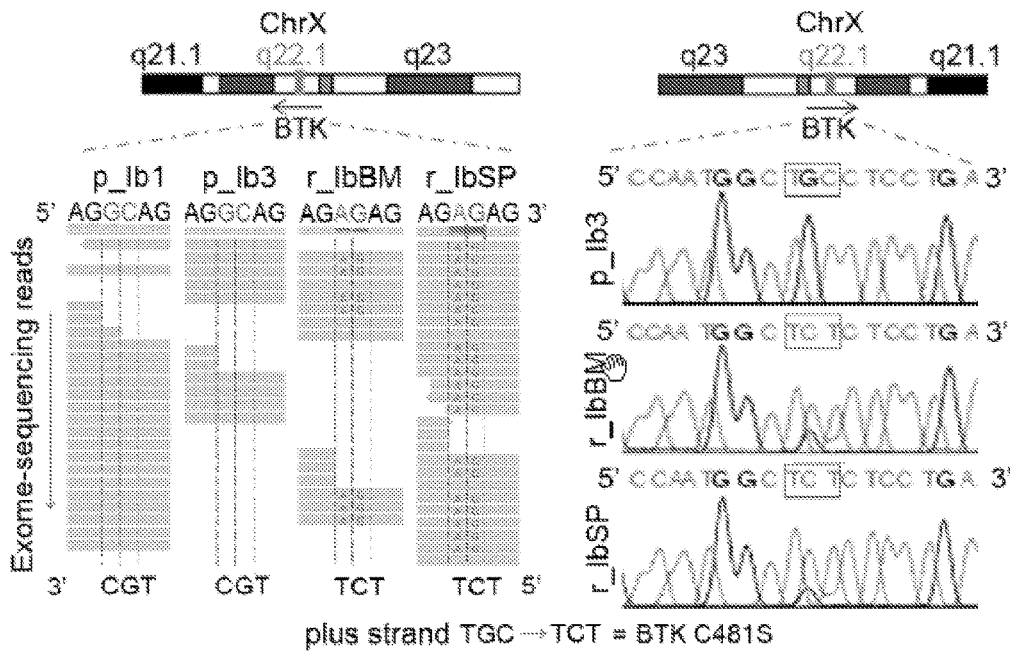 ChrX
q21.1 q22.1 q23
BTK
p_Ib1 p_Ib3 r_IbBM r_IbSP
5' AGGCAG AGGCAG AGAGAG AGAGAG 3'
Exome-sequencing reads
3' CGT CGT TCT TCT 5'
ChrX
q23 q22.1 q21.1
BTK
5' CCAATGGCTGCCTCCTGA 3'
p_Ib3
5' CCAATGGCTCTCTCCTGA 3'
r_IbBM
5' CCAATGGCTCTCTCCTGA 3'
r_IbSP
plus strand TGC → TCT = BTK C481S